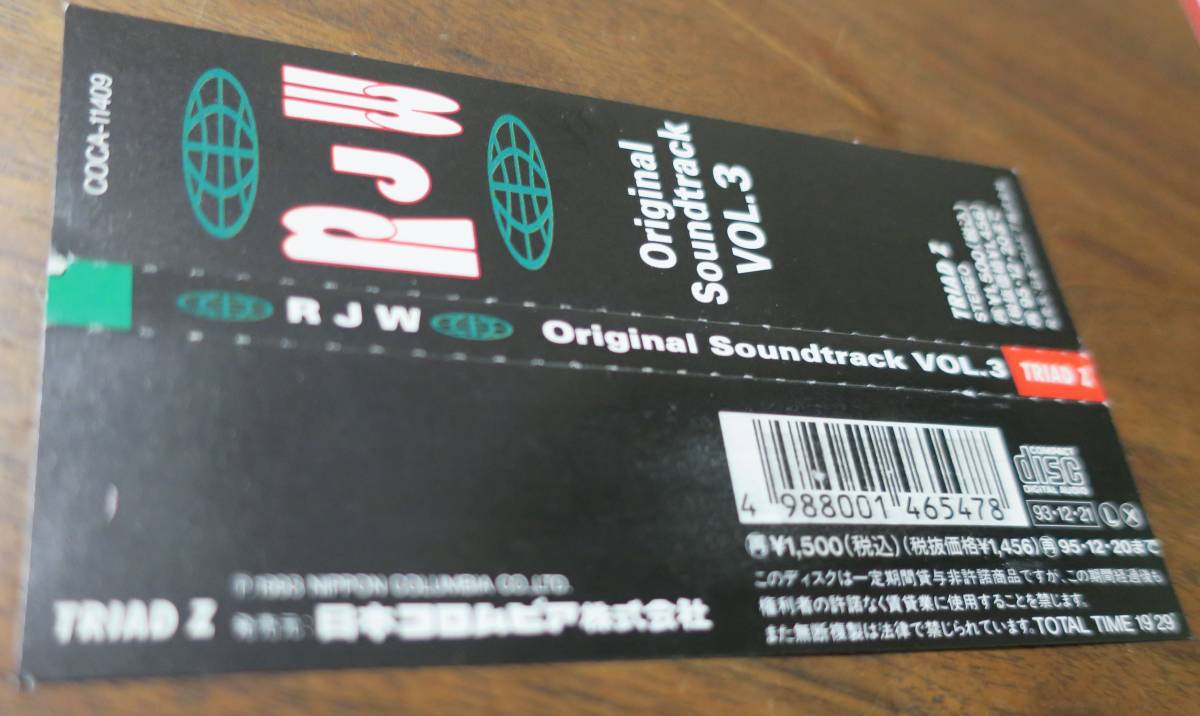 COCA-11409
RJW
Original
Soundtrack
VOL.3
TRIAD Z
STEREO
RJW Original Soundtrack VOL.3 TRIAD Z
4 988001 465478
COMPACT
disc
DIGITAL AUDIO
93・12・21 L X
再 ¥1,500(税込)(税抜価格¥1,456)再 95・12・20まで
このディスクは一定期間貸与非許諾商品ですが、この期間経過後も
権利者の許諾なく賃貸業に使用することを禁じます。
また無断複製は法律で禁じられています。TOTAL TIME 19'29"
Ⓟ 1993 NIPPON COLUMBIA CO., LTD.
TRIAD Z 発売元: 日本コロムビア株式会社